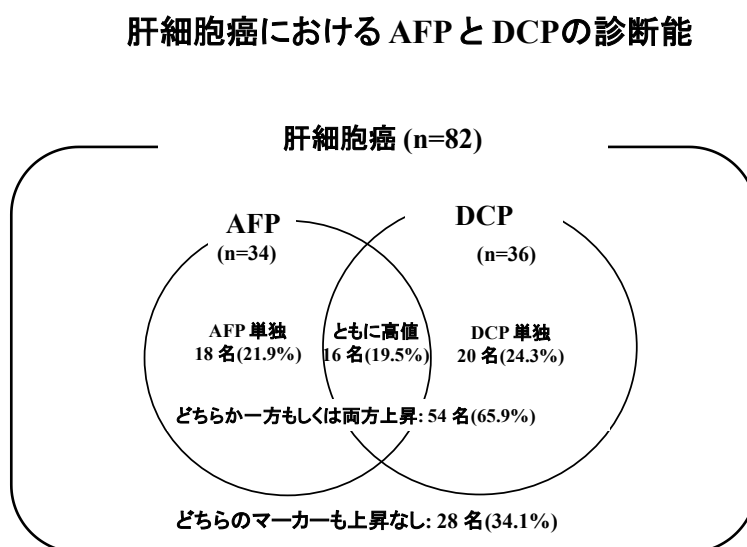 肝細胞癌における AFP と DCPの診断能
肝細胞癌 (n=82)
AFP
(n=34)
DCP
(n=36)
AFP 単独
18 名(21.9%)
ともに高値
16 名(19.5%)
DCP 単独
20 名(24.3%)
どちらか一方もしくは両方上昇: 54 名(65.9%)
どちらのマーカーも上昇なし: 28 名(34.1%)